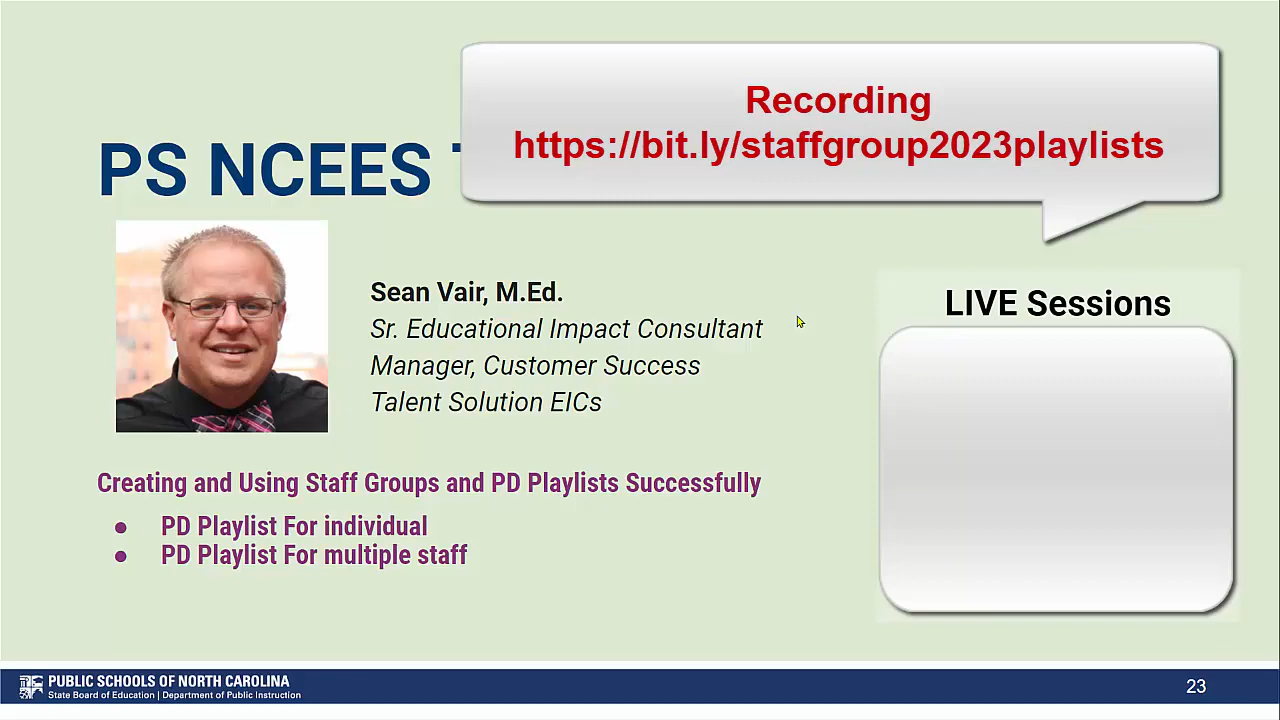 Recording
https://bit.ly/staffgroup2023playlists
PS NCEES
Sean Vair, M.Ed.
Sr. Educational Impact Consultant
Manager, Customer Success
Talent Solution EICs
LIVE Sessions
Creating and Using Staff Groups and PD Playlists Successfully
● PD Playlist For individual
● PD Playlist For multiple staff
PUBLIC SCHOOLS OF NORTH CAROLINA
State Board of Education | Department of Public Instruction
23